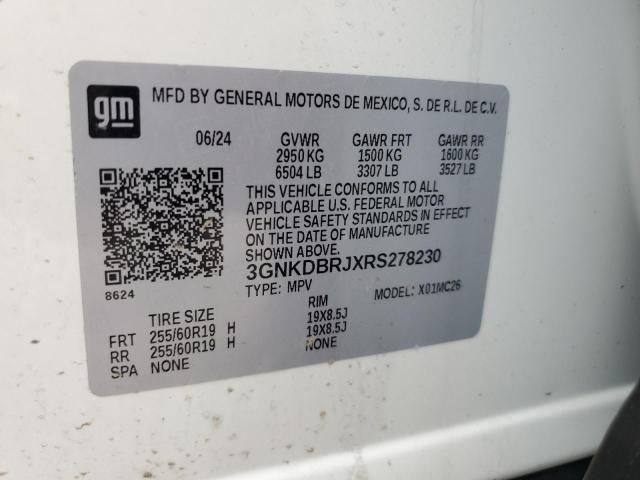 gm
MFD BY GENERAL MOTORS DE MEXICO, S. DE R.L. DE C.V.
06/24 GVWR GAWR FRT GAWR RR
2950 KG 1500 KG 1600 KG
6504 LB 3307 LB 3527 LB
THIS VEHICLE CONFORMS TO ALL
APPLICABLE U.S. FEDERAL MOTOR
VEHICLE SAFETY STANDARDS IN EFFECT
ON THE DATE OF MANUFACTURE
SHOWN ABOVE.
3GNKDBRJXRS278230
8624
TYPE: MPV MODEL: X01MC26
TIRE SIZE RIM
FRT 255/60R19 H 19X8.5J
RR 255/60R19 H 19X8.5J
SPA NONE NONE